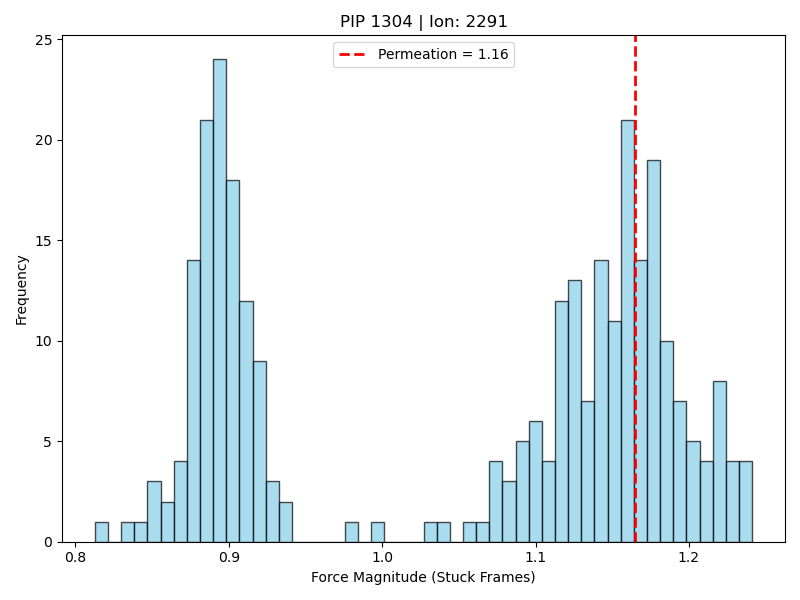 PIP 1304 | Ion: 2291
Permeation = 1.16
25
20
15
10
5
0
Frequency
0.8 0.9 1.0 1.1 1.2
Force Magnitude (Stuck Frames)